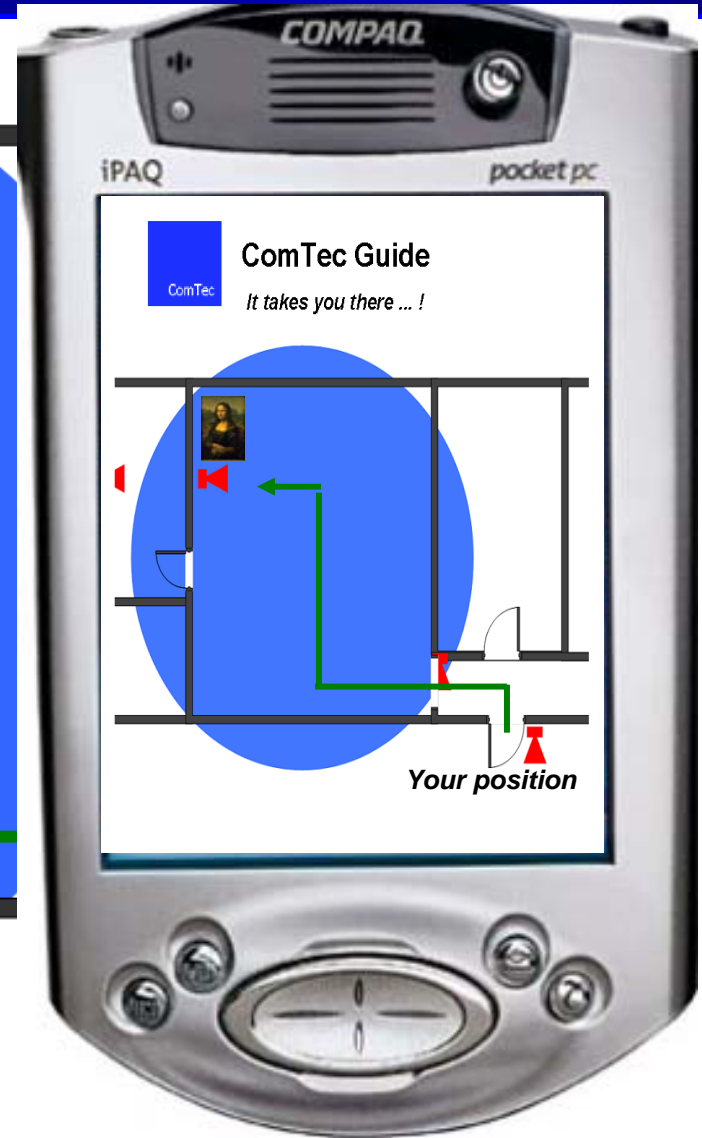 COMPAQ
iPAQ pocket pc
ComTec Guide
ComTec
It takes you there ... !
Your position